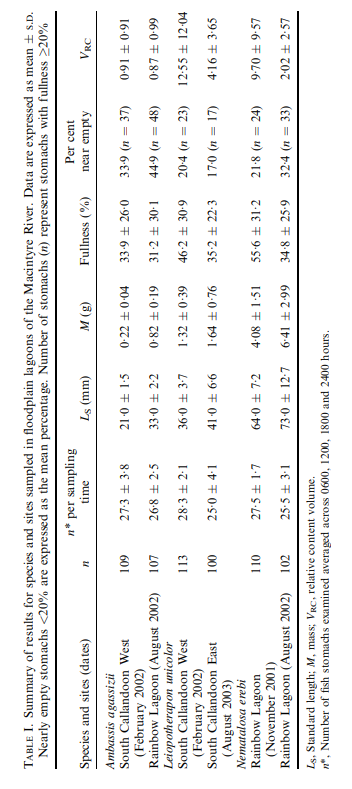 TABLE I. Summary of results for species and sites sampled in floodplain lagoons of the Macintyre River. Data are expressed as mean ± S.D.
Nearly empty stomachs <20% are expressed as the mean percentage. Number of stomachs (n) represent stomachs with fullness ≥20%
Species and sites (dates) n n* per sampling time LS (mm) M (g) Fullness (%) Per cent near empty VRC
Ambassis agassizii
South Callandoon West 109 27·3 ± 3·8 21·0 ± 1·5 0·22 ± 0·04 33·9 ± 26·0 33·9 (n = 37) 0·91 ± 0·91
(February 2002)
Rainbow Lagoon (August 2002) 107 26·8 ± 2·5 33·0 ± 2·2 0·82 ± 0·19 31·2 ± 30·1 44·9 (n = 48) 0·87 ± 0·99
Leiopotherapon unicolor
South Callandoon West 113 28·3 ± 2·1 36·0 ± 3·7 1·32 ± 0·39 46·2 ± 30·9 20·4 (n = 23) 12·55 ± 12·04
(February 2002)
South Callandoon East 100 25·0 ± 4·1 41·0 ± 6·6 1·64 ± 0·76 35·2 ± 22·3 17·0 (n = 17) 4·16 ± 3·65
(August 2003)
Nematalosa erebi
Rainbow Lagoon 110 27·5 ± 1·7 64·0 ± 7·2 4·08 ± 1·51 55·6 ± 31·2 21·8 (n = 24) 9·70 ± 9·57
(November 2001)
Rainbow Lagoon (August 2002) 102 25·5 ± 3·1 73·0 ± 12·7 6·41 ± 2·99 34·8 ± 25·9 32·4 (n = 33) 2·02 ± 2·57
LS, Standard length; M, mass; VRC, relative content volume.
n*, Number of fish stomachs examined averaged across 0600, 1200, 1800 and 2400 hours.